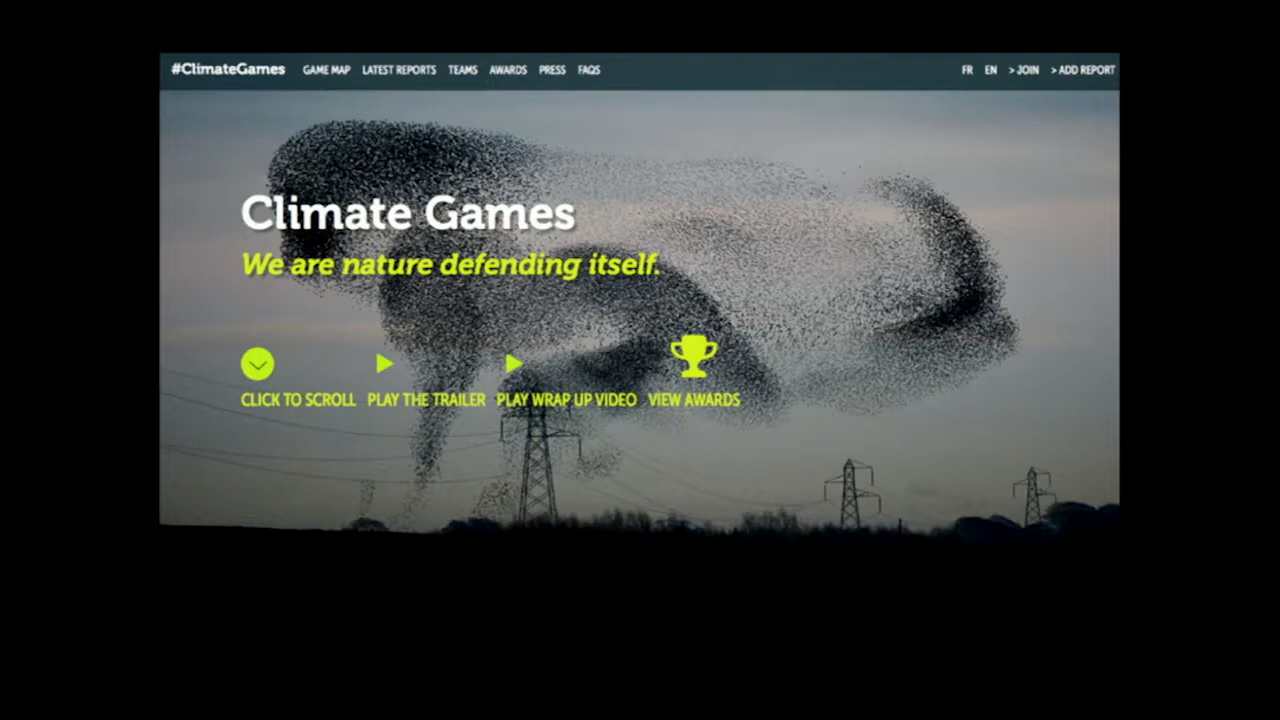 #ClimateGames GAME MAP LATEST REPORTS TEAMS AWARDS PRESS FAQS FR EN > JOIN > ADD REPORT
Climate Games
We are nature defending itself.
CLICK TO SCROLL PLAY THE TRAILER PLAY WRAP UP VIDEO VIEW AWARDS